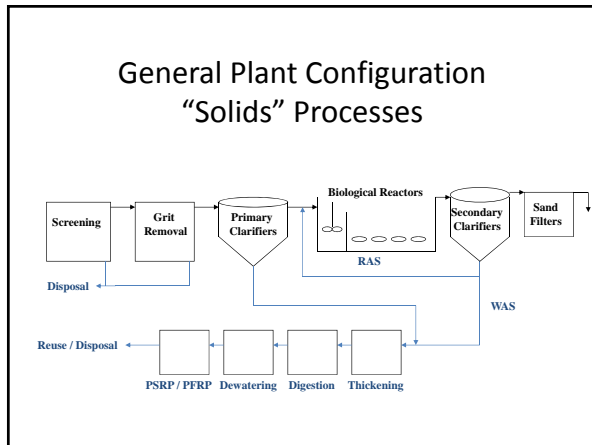 General Plant Configuration
“Solids” Processes
Screening
Grit
Removal
Primary
Clarifiers
Biological Reactors
Secondary
Clarifiers
Sand
Filters
RAS
Disposal
WAS
Reuse / Disposal
PSRP / PFRP
Dewatering
Digestion
Thickening